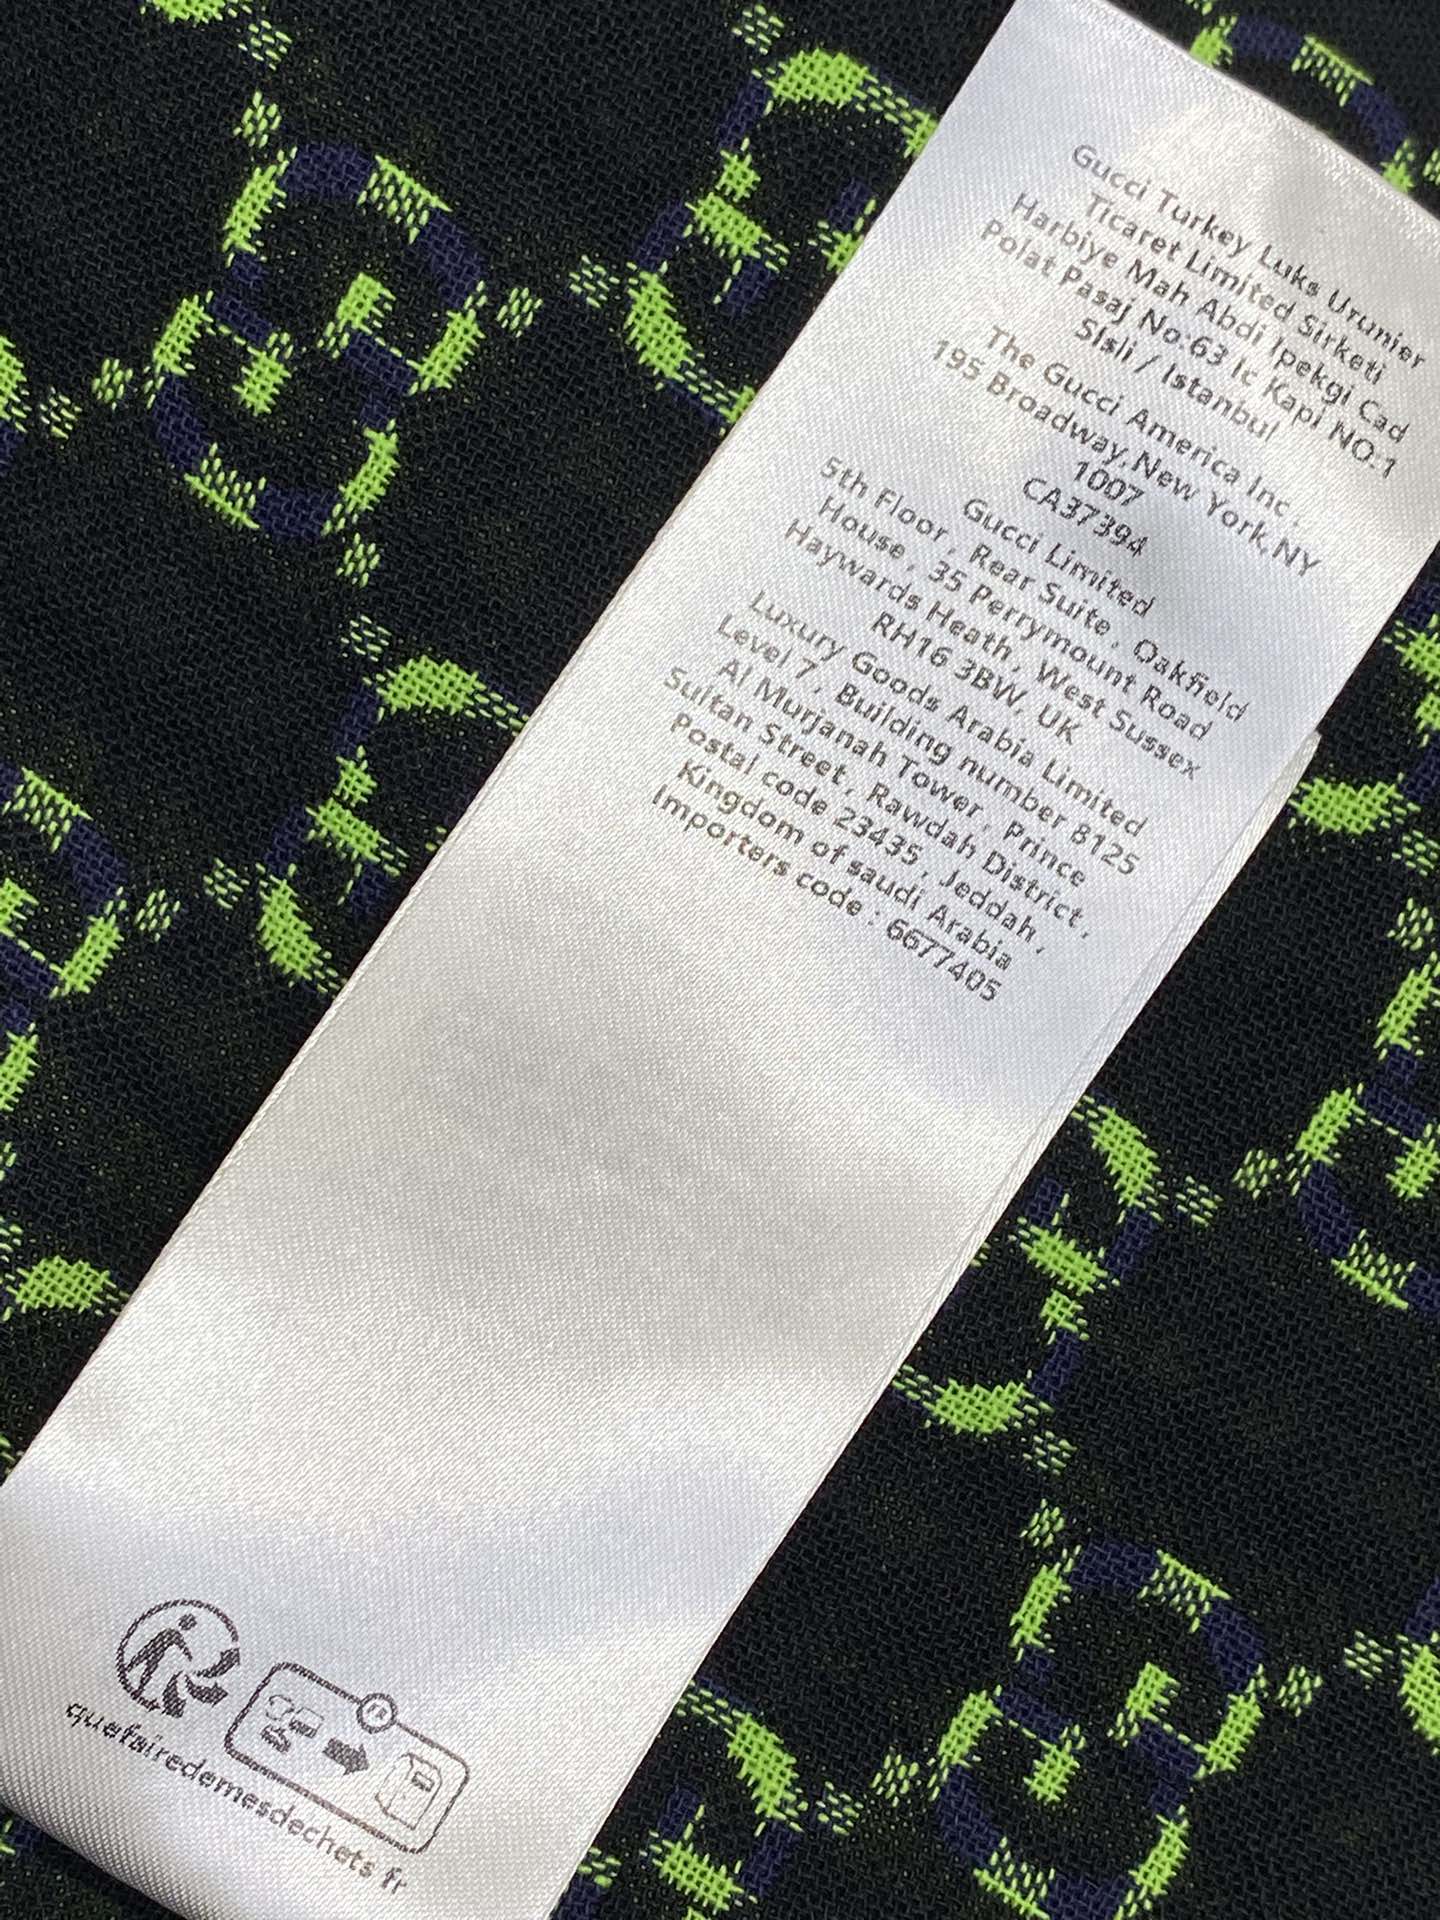 Gucci Turkey Luks Urunier
Ticaret Limited Sirketi
Harbiye Mah Abdi Ipekgi Cad
Polat Pasaj No:63 Ic Kapi NO:1
SIsli / Istanbul
The Gucci America Inc,
195 Broadway,New York,NY
1007
CA37394
Gucci Limited
5th Floor, Rear Suite, Oakfield
House, 35 Perrymount Road
Haywards Heath, West Sussex
RH16 3BW, UK
Luxury Goods Arabia Limited
Level 7, Building number 8125
Al Murjanah Tower, Prince
Sultan Street, Rawdah District,
Postal code 23435, Jeddah,
Kingdom of saudi Arabia
Importers code : 6677405
quefairedemesdechets fr